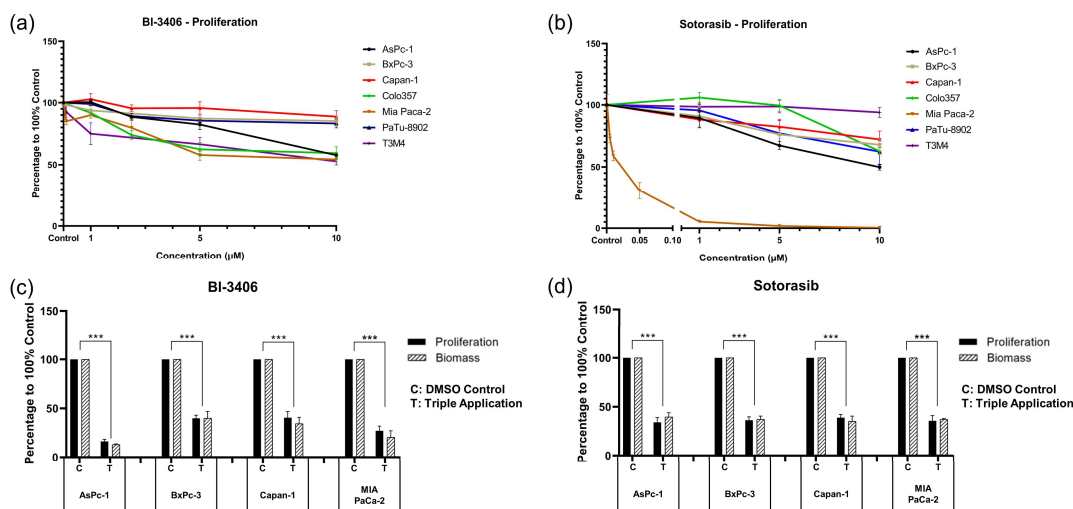 (a)
BI-3406 - Proliferation
Percentage to 100% Control
150
100
50
0
Control 1 5 10
Concentration (µM)
AsPc-1
BxPc-3
Capan-1
Colo357
Mia Paca-2
PaTu-8902
T3M4
(b)
Sotorasib - Proliferation
Percentage to 100% Control
150
100
50
0
Control 0.05 0.10 1 5 10
Concentration (µM)
AsPc-1
BxPc-3
Capan-1
Colo357
Mia Paca-2
PaTu-8902
T3M4
(c)
BI-3406
Percentage to 100% Control
150
100
50
0
*** *** *** ***
C T C T C T C T
AsPc-1 BxPc-3 Capan-1 MIA
PaCa-2
Proliferation
Biomass
C: DMSO Control
T: Triple Application
(d)
Sotorasib
Percentage to 100% Control
150
100
50
0
*** *** *** ***
C T C T C T C T
AsPc-1 BxPc-3 Capan-1 MIA
PaCa-2
Proliferation
Biomass
C: DMSO Control
T: Triple Application